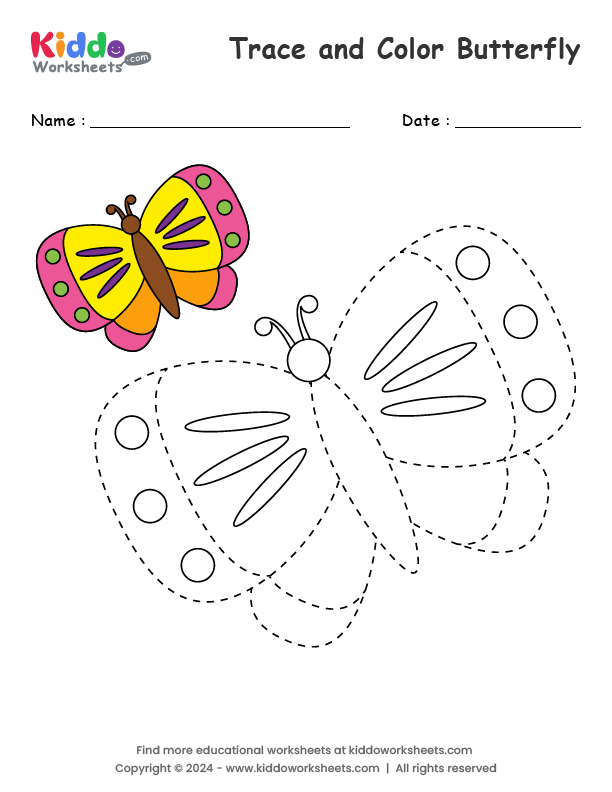 Kiddo
Worksheets.com
Trace and Color Butterfly
Name :
Date :
Find more educational worksheets at kiddoworksheets.com
Copyright © 2024 - www.kiddoworksheets.com | All rights reserved